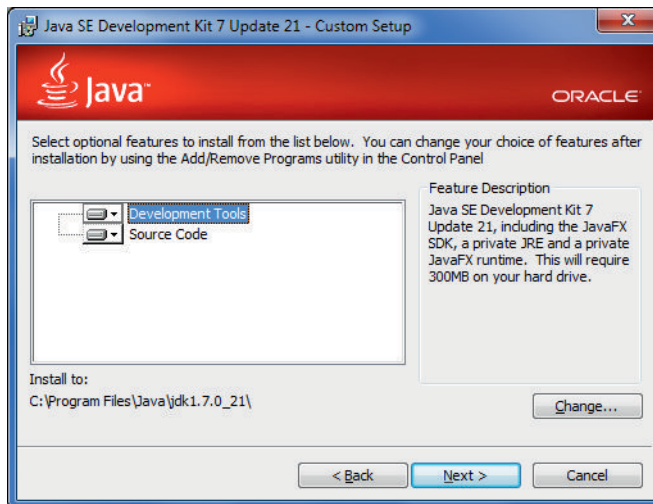 Java SE Development Kit 7 Update 21 - Custom Setup
Java™
ORACLE
Select optional features to install from the list below. You can change your choice of features after
installation by using the Add/Remove Programs utility in the Control Panel
Development Tools
Source Code
Feature Description
Java SE Development Kit 7
Update 21, including the JavaFX
SDK, a private JRE and a private
JavaFX runtime. This will require
300MB on your hard drive.
Install to:
C:\Program Files\Java\jdk1.7.0_21\
Change...
< Back
Next >
Cancel